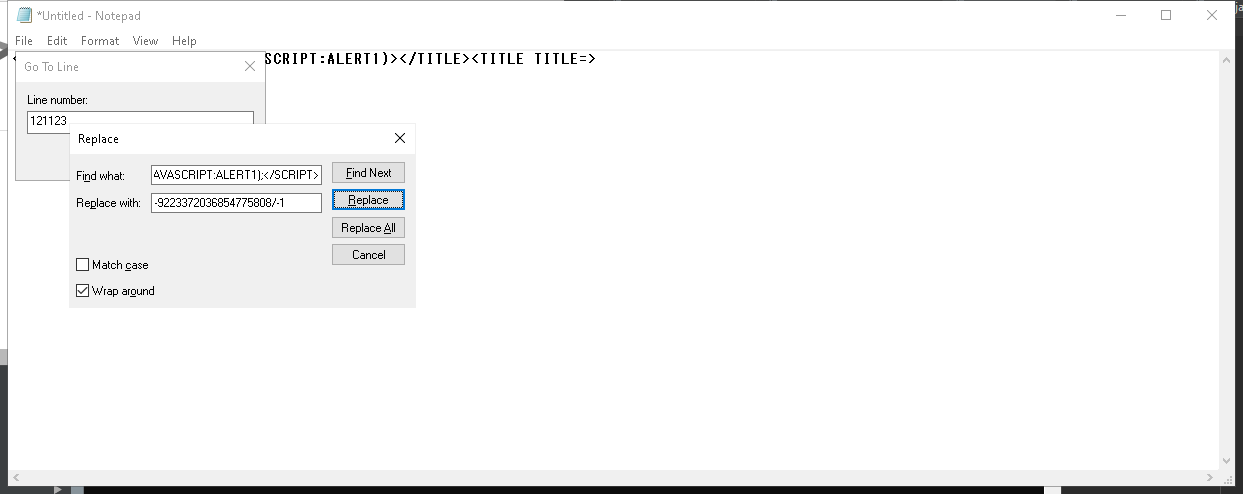 *Untitled - Notepad
File Edit Format View Help
SCRIPT:ALERT1)></TITLE><TITLE TITLE=>
Go To Line
Line number:
121123
Replace
Find what: AVASCRIPT:ALERT1);</SCRIPT> Find Next
Replace with: -9223372036854775808/-1 Replace
Replace All
Cancel
Match case
Wrap around